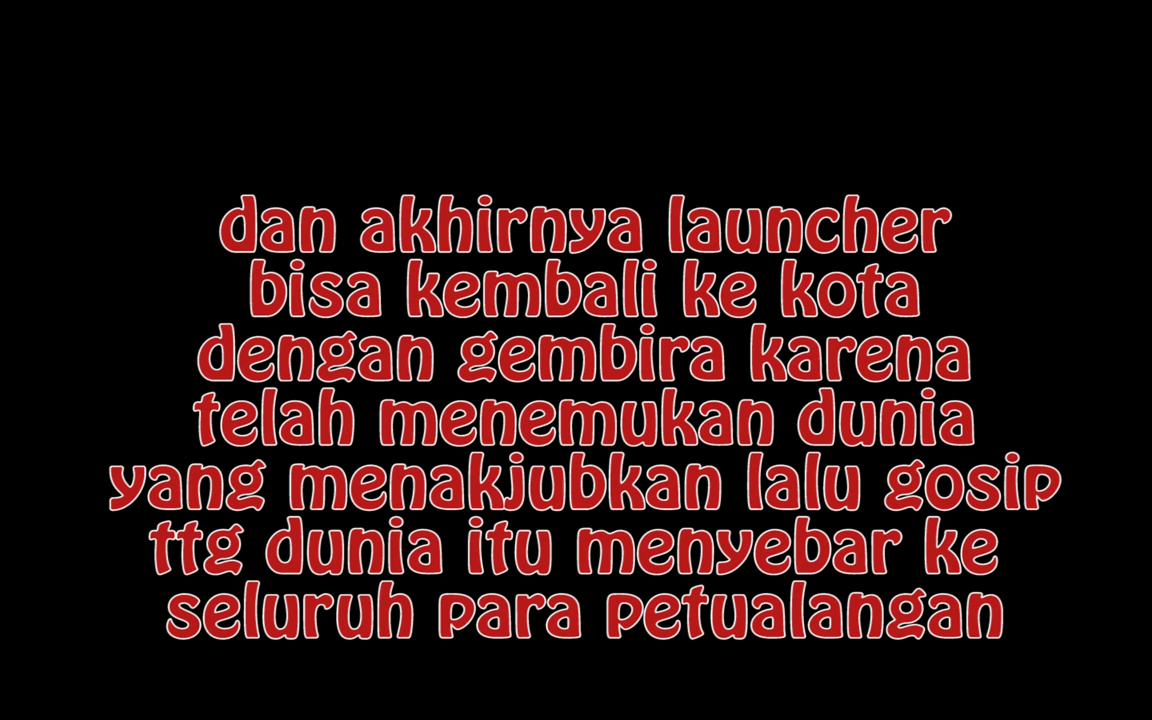 dan akhirnya launcher
bisa kembali ke kota
dengan gembira karena
telah menemukan dunia
yang menakjubkan lalu gosip
ttg dunia itu menyebar ke
seluruh para petualangan